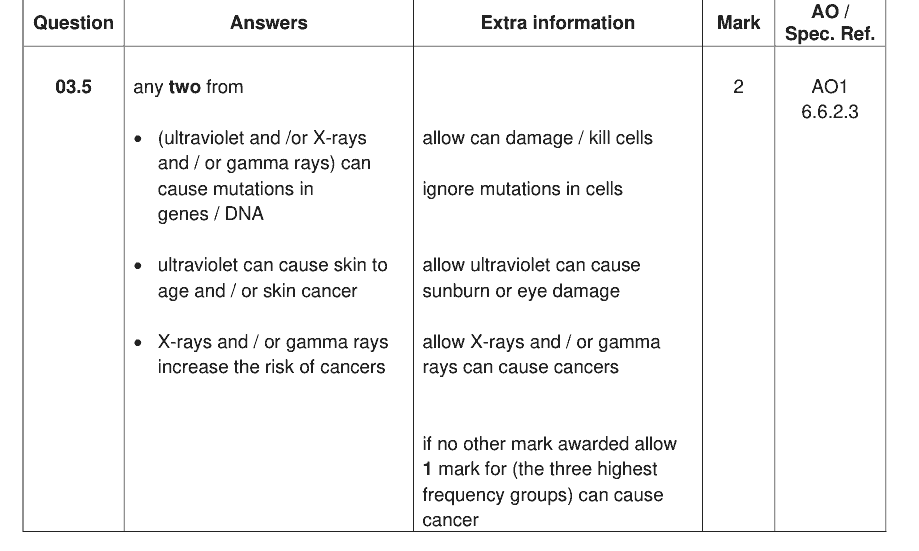 Question Answers Extra information Mark AO / Spec. Ref.
03.5 any two from 2 AO1
6.6.2.3
• (ultraviolet and /or X-rays allow can damage / kill cells
and / or gamma rays) can
cause mutations in ignore mutations in cells
genes / DNA
• ultraviolet can cause skin to allow ultraviolet can cause
age and / or skin cancer sunburn or eye damage
• X-rays and / or gamma rays allow X-rays and / or gamma
increase the risk of cancers rays can cause cancers
if no other mark awarded allow
1 mark for (the three highest
frequency groups) can cause
cancer